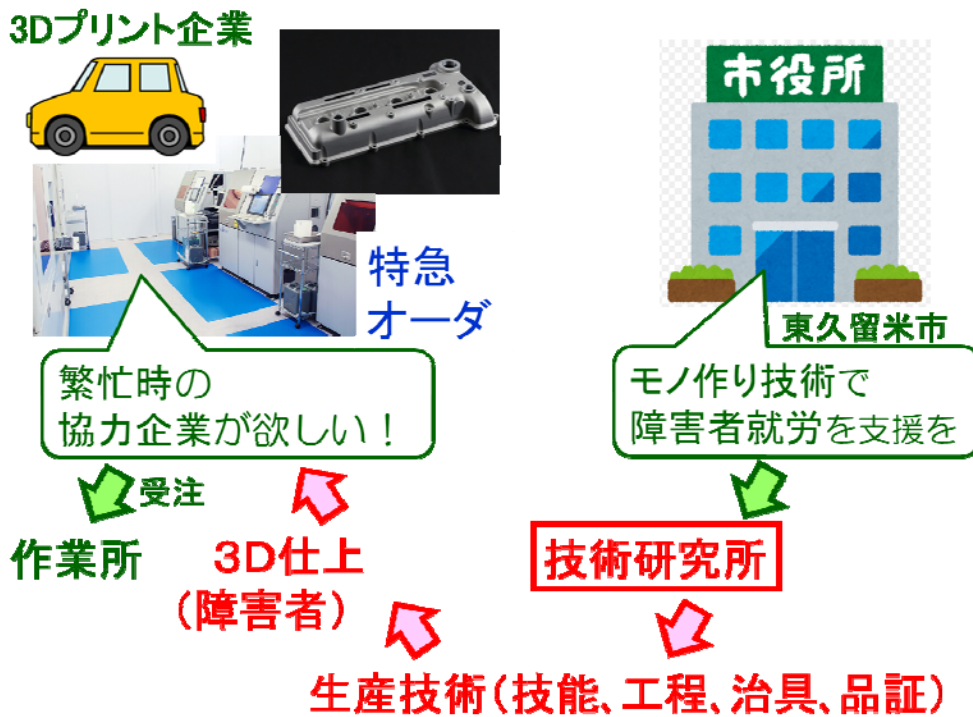 3Dプリント企業
市役所
特急
オーダ
東久留米市
繁忙時の
協力企業が欲しい！
モノ作り技術で
障害者就労を支援を
受注
作業所
3D仕上
（障害者）
技術研究所
生産技術（技能、工程、治具、品証）